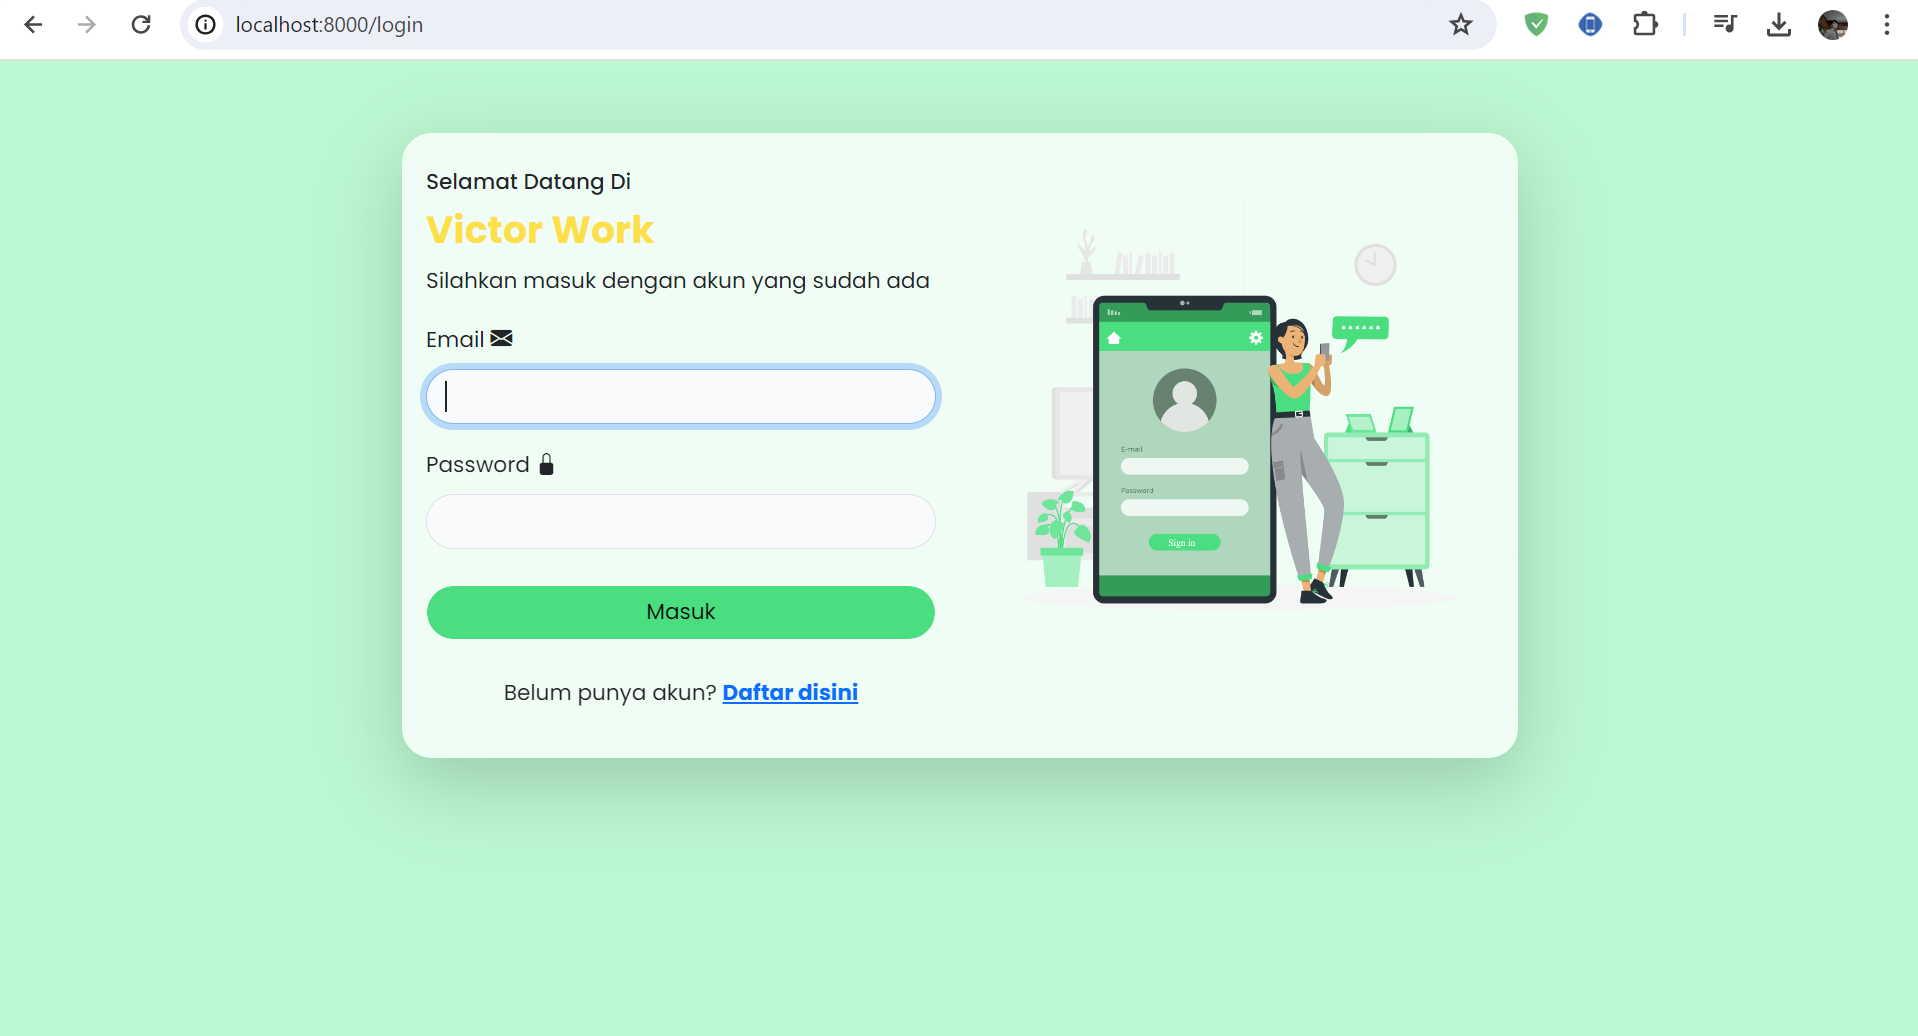 localhost:8000/login
Selamat Datang Di
Victor Work
Silahkan masuk dengan akun yang sudah ada
Email
Password
Masuk
Belum punya akun? Daftar disini
E-mail
Password
Sign in